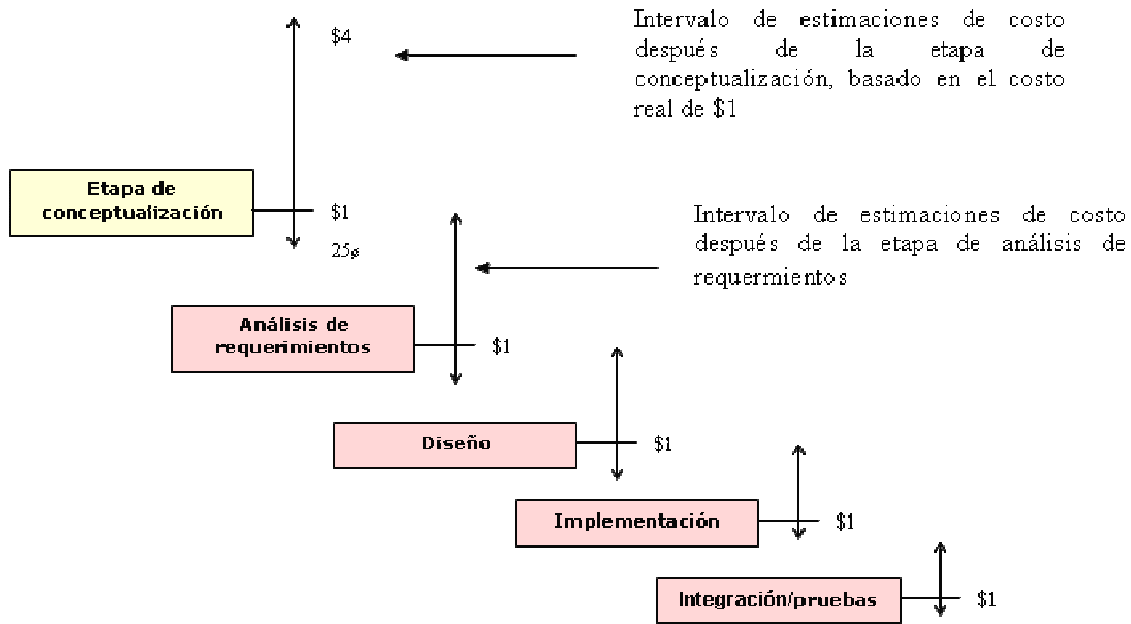 $4
Intervalo de estimaciones de costo
después de la etapa de
conceptualización, basado en el costo
real de $1
Etapa de
conceptualización
$1
25¢
Intervalo de estimaciones de costo
después de la etapa de análisis de
requermientos
Análisis de
requerimientos
$1
Diseño
$1
Implementación
$1
Integración/pruebas
$1